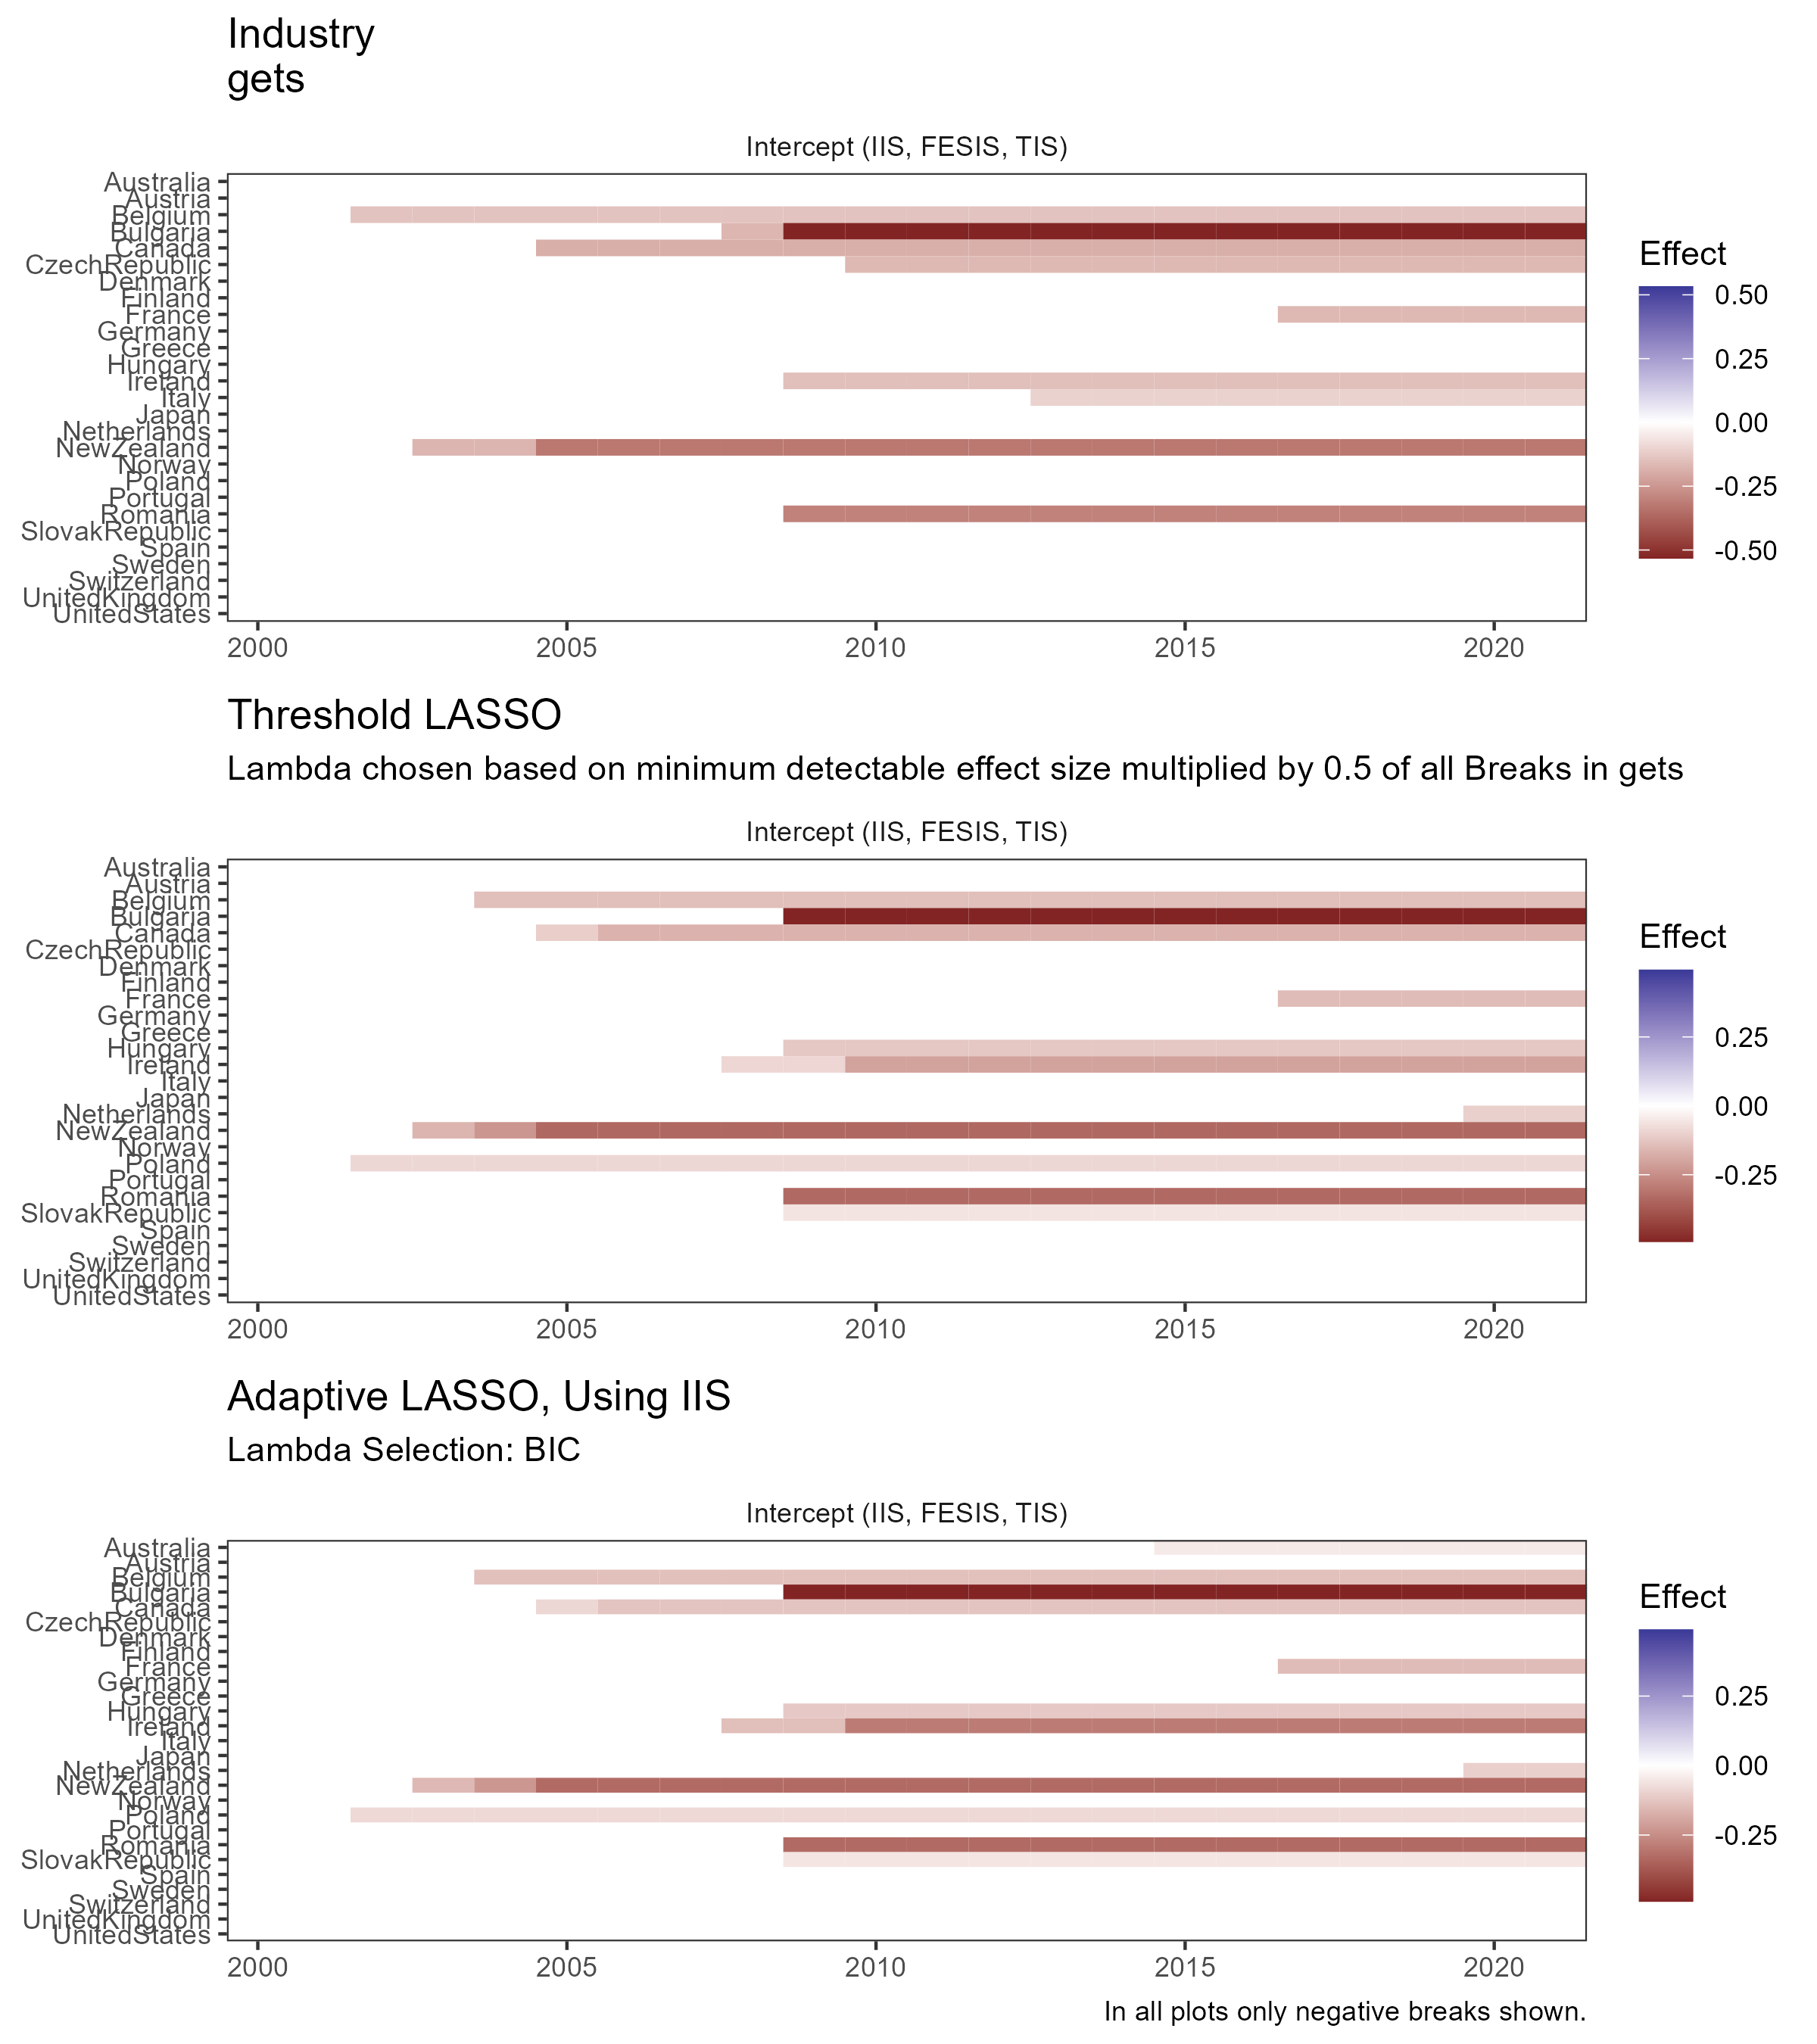 Industry
gets
Intercept (IIS, FESIS, TIS)
Australia
Austria
Belgium
Bulgaria
Canada
CzechRepublic
Denmark
Finland
France
Germany
Greece
Hungary
Ireland
Italy
Japan
Netherlands
NewZealand
Norway
Poland
Portugal
Romania
SlovakRepublic
Spain
Sweden
Switzerland
UnitedKingdom
UnitedStates
2000 2005 2010 2015 2020
Effect
0.50
0.25
0.00
-0.25
-0.50
Threshold LASSO
Lambda chosen based on minimum detectable effect size multiplied by 0.5 of all Breaks in gets
Intercept (IIS, FESIS, TIS)
Australia
Austria
Belgium
Bulgaria
Canada
CzechRepublic
Denmark
Finland
France
Germany
Greece
Hungary
Ireland
Italy
Japan
Netherlands
NewZealand
Norway
Poland
Portugal
Romania
SlovakRepublic
Spain
Sweden
Switzerland
UnitedKingdom
UnitedStates
2000 2005 2010 2015 2020
Effect
0.25
0.00
-0.25
Adaptive LASSO, Using IIS
Lambda Selection: BIC
Intercept (IIS, FESIS, TIS)
Australia
Austria
Belgium
Bulgaria
Canada
CzechRepublic
Denmark
Finland
France
Germany
Greece
Hungary
Ireland
Italy
Japan
Netherlands
NewZealand
Norway
Poland
Portugal
Romania
SlovakRepublic
Spain
Sweden
Switzerland
UnitedKingdom
UnitedStates
2000 2005 2010 2015 2020
Effect
0.25
0.00
-0.25
In all plots only negative breaks shown.